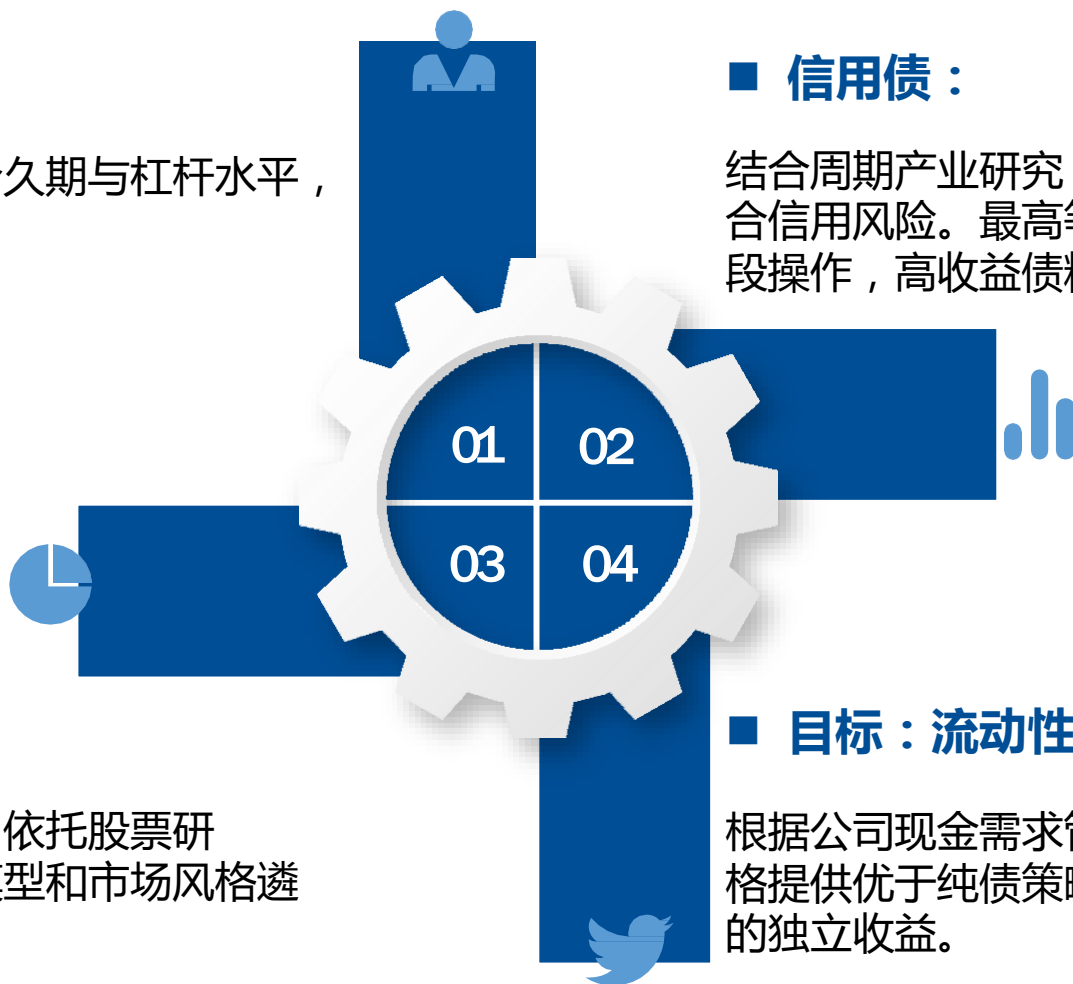 ■ 信用债：
久期与杠杆水平，
结合周期产业研究
合信用风险。最高
段操作，高收益债
01
02
03
04
■ 目标：流动性
依托股票研
型和市场风格遴
根据公司现金需求
格提供优于纯债策
的独立收益。